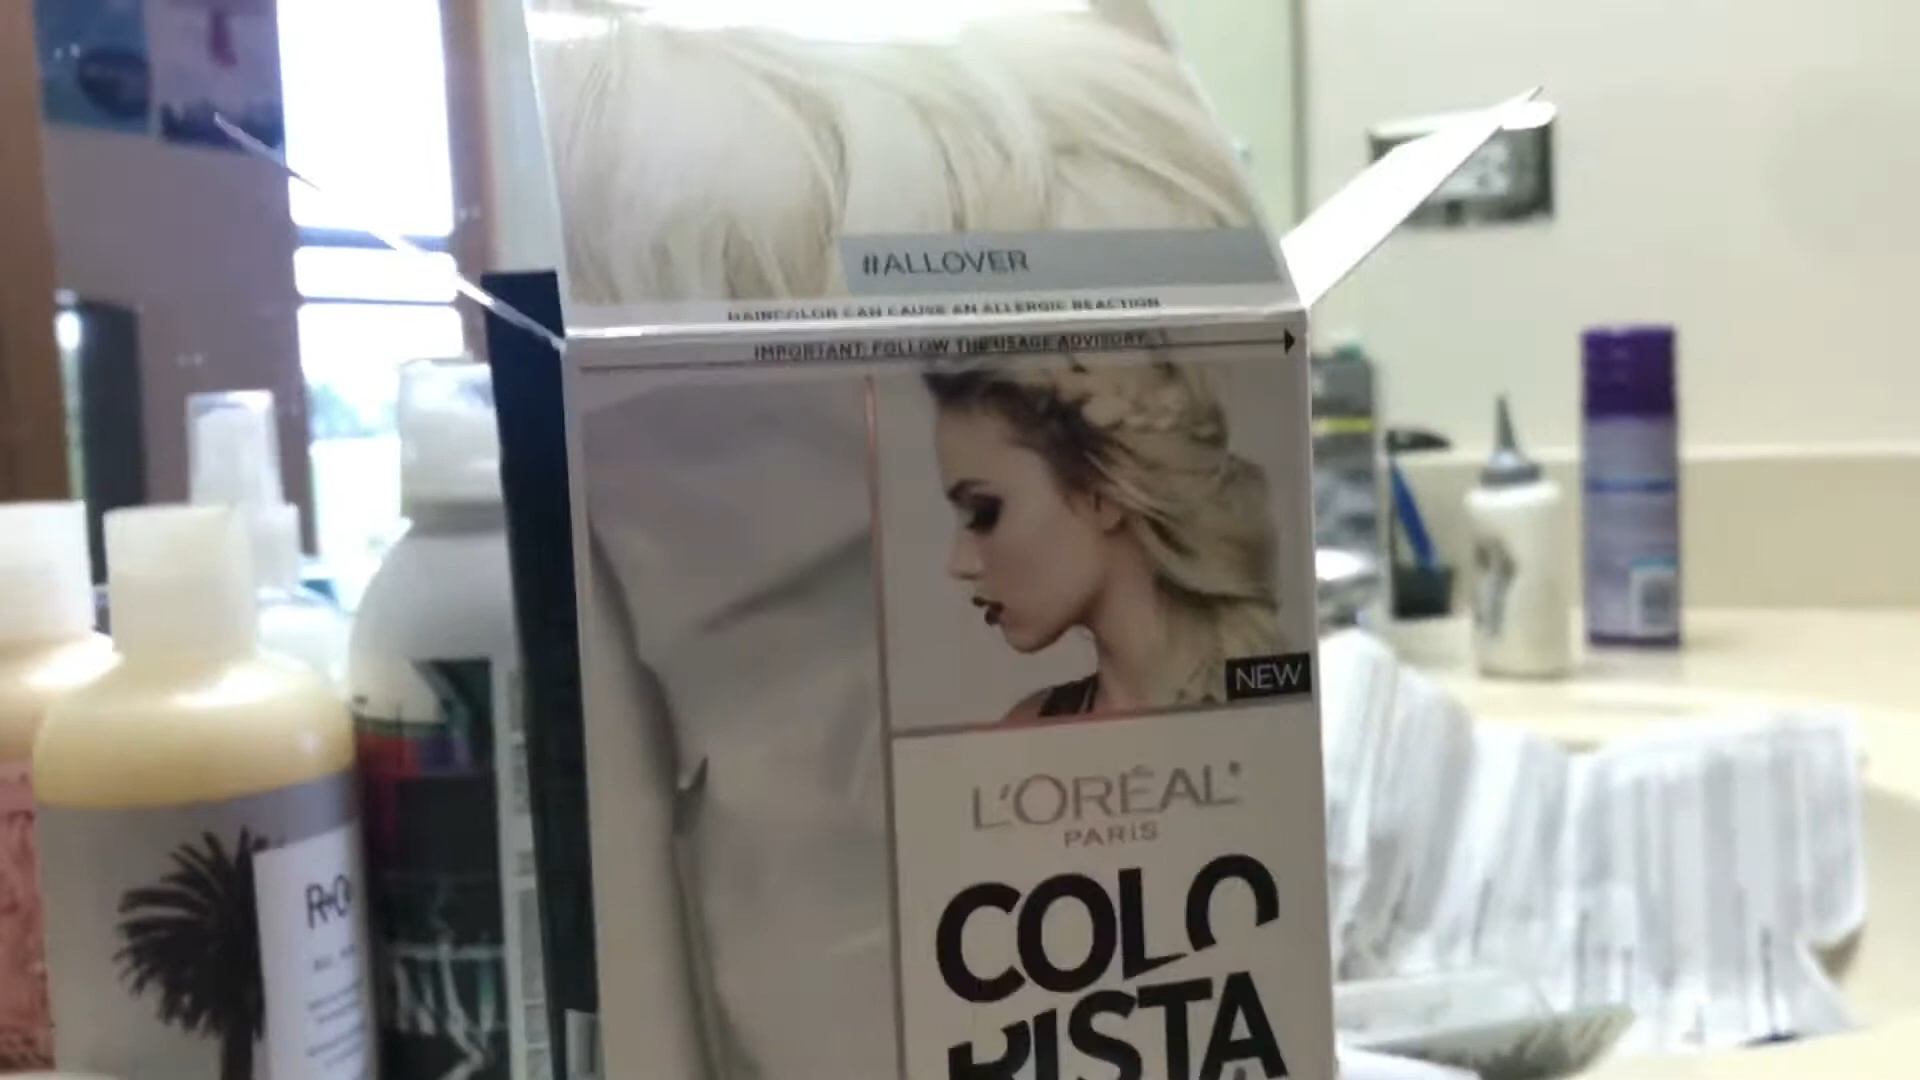 #ALLOVER
HAIRCOLOR CAN CAUSE AN ALLERGIC REACTION
IMPORTANT: FOLLOW THE USAGE ADVISORY
NEW
L'ORÉAL
PARIS
COLO
RISTA